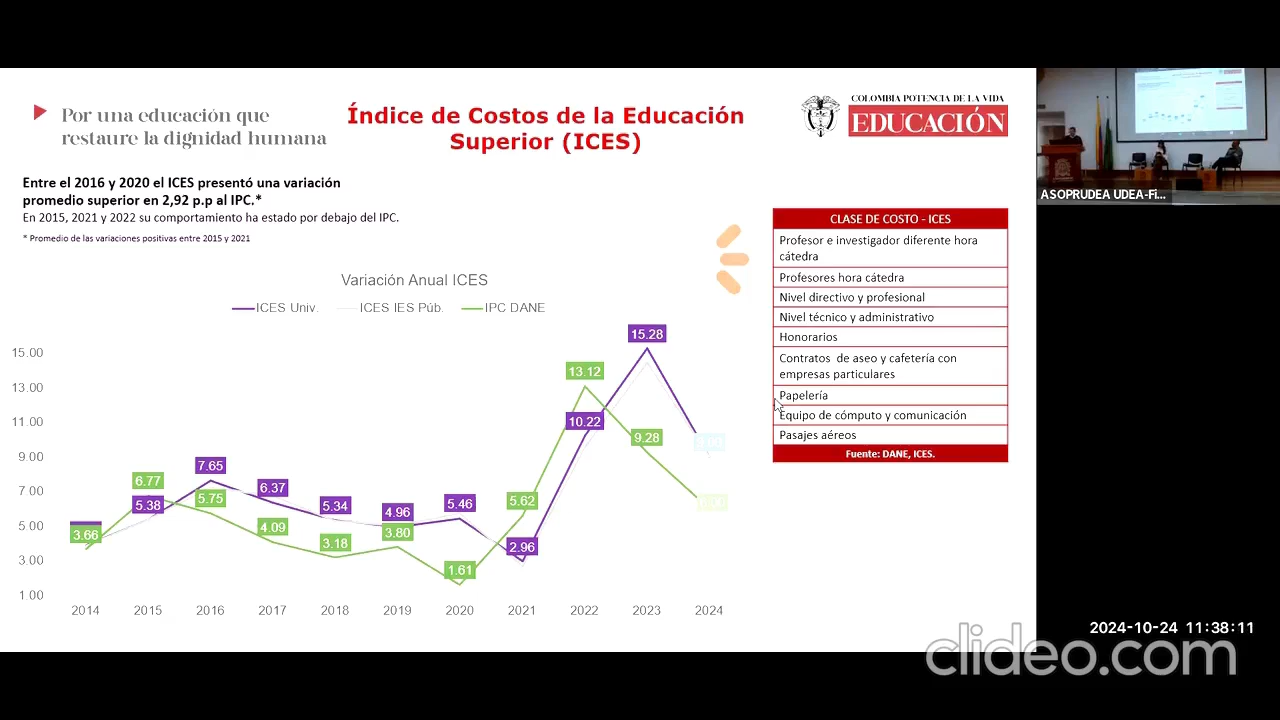 Por una educación que
restaure la dignidad humana
Índice de Costos de la Educación
Superior (ICES)
COLOMBIA POTENCIA DE LA VIDA
EDUCACIÓN
Entre el 2016 y 2020 el ICES presentó una variación
promedio superior en 2,92 p.p al IPC.*
En 2015, 2021 y 2022 su comportamiento ha estado por debajo del IPC.
* Promedio de las variaciones positivas entre 2015 y 2021
Variación Anual ICES
ICES Univ. ICES IES Púb. IPC DANE
15.00
13.00
11.00
9.00
7.00
5.00
3.00
1.00
15.28
13.12
10.22
9.28
7.65
6.77
6.37
5.38
5.75
5.34
4.96
5.46
5.62
3.66
4.09
3.18
3.80
2.96
1.61
2014 2015 2016 2017 2018 2019 2020 2021 2022 2023 2024
CLASE DE COSTO - ICES
Profesor e investigador diferente hora
cátedra
Profesores hora cátedra
Nivel directivo y profesional
Nivel técnico y administrativo
Honorarios
Contratos de aseo y cafetería con
empresas particulares
Papelería
Equipo de cómputo y comunicación
Pasajes aéreos
Fuente: DANE, ICES.
ASOPRUDEA UDEA-Fi...
2024-10-24 11:38:11
clideo.com